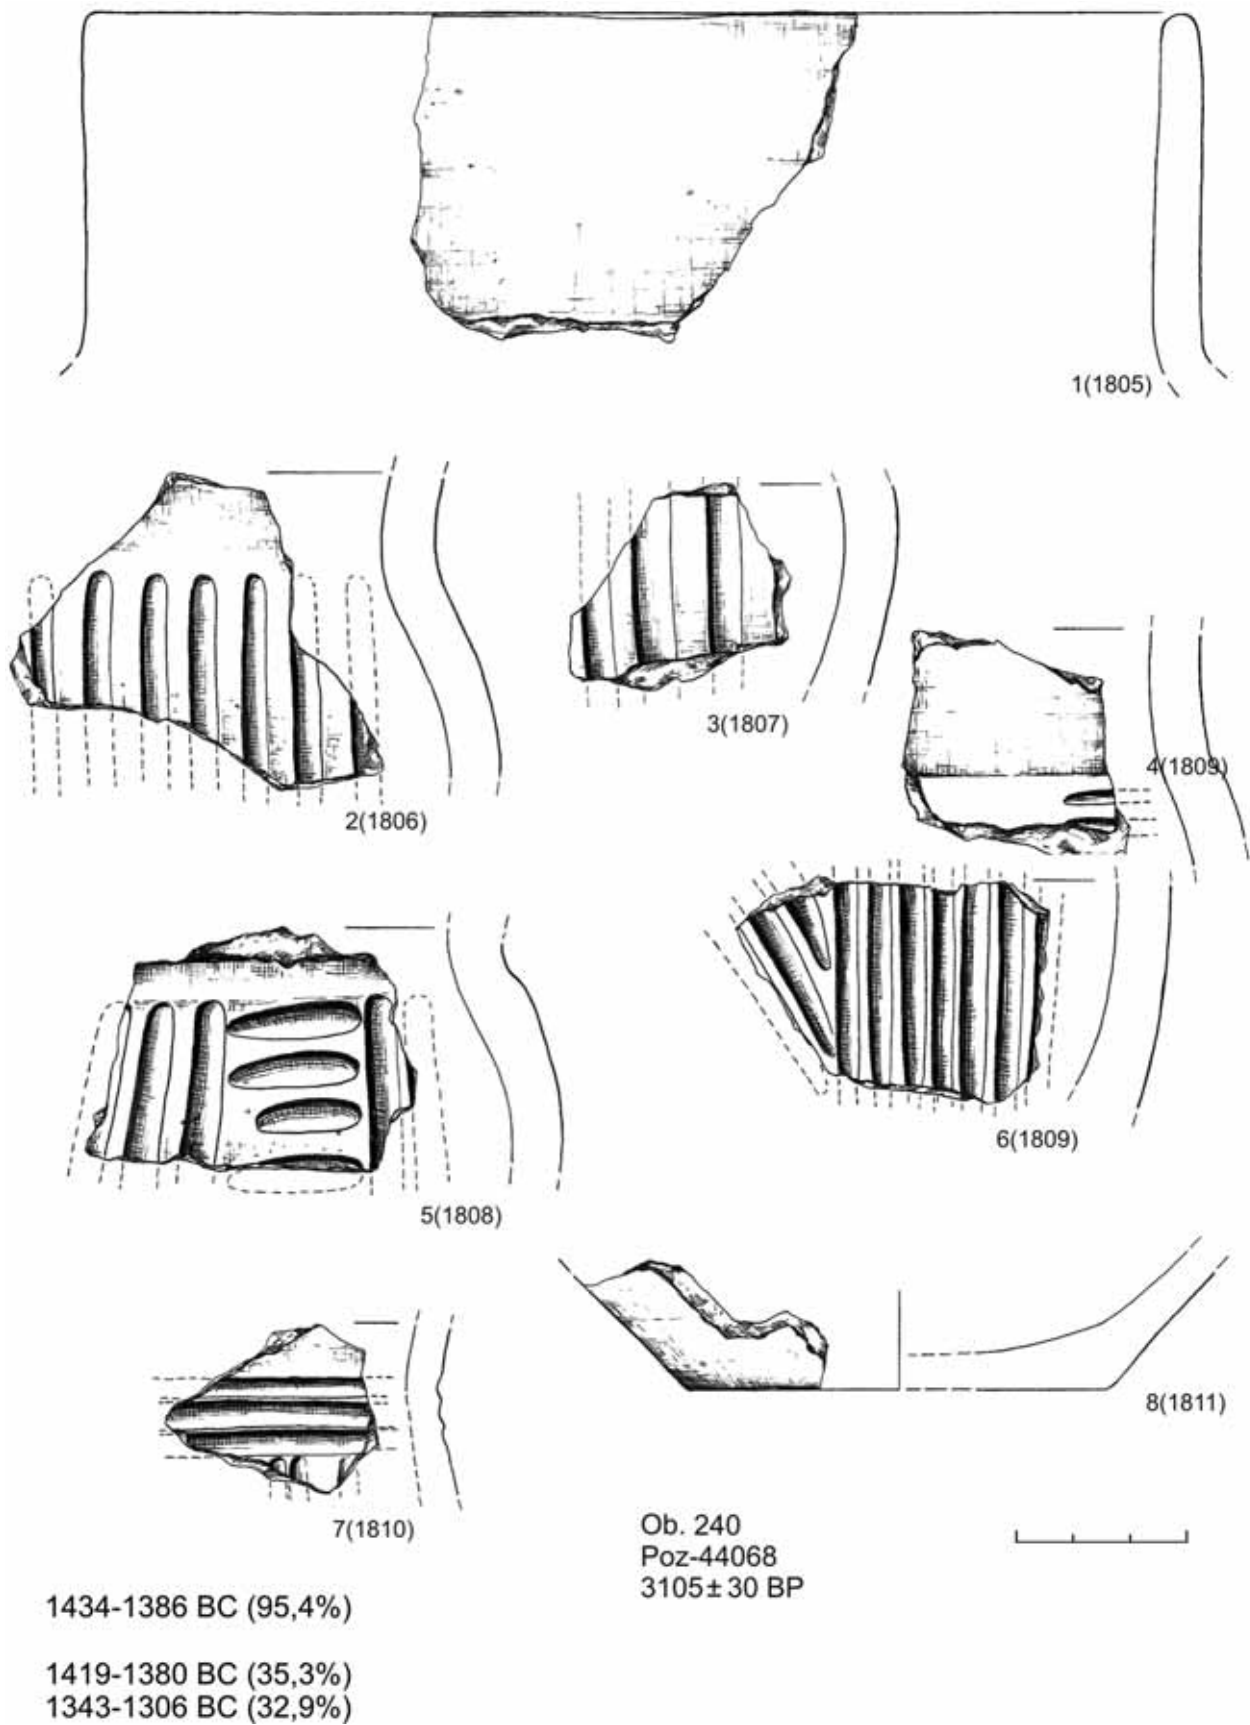 1(1805)
2(1806)
3(1807)
4(1809)
5(1808)
6(1809)
7(1810)
8(1811)
Ob. 240
Poz-44068
3105±30 BP
1434-1386 BC (95,4%)
1419-1380 BC (35,3%)
1343-1306 BC (32,9%)